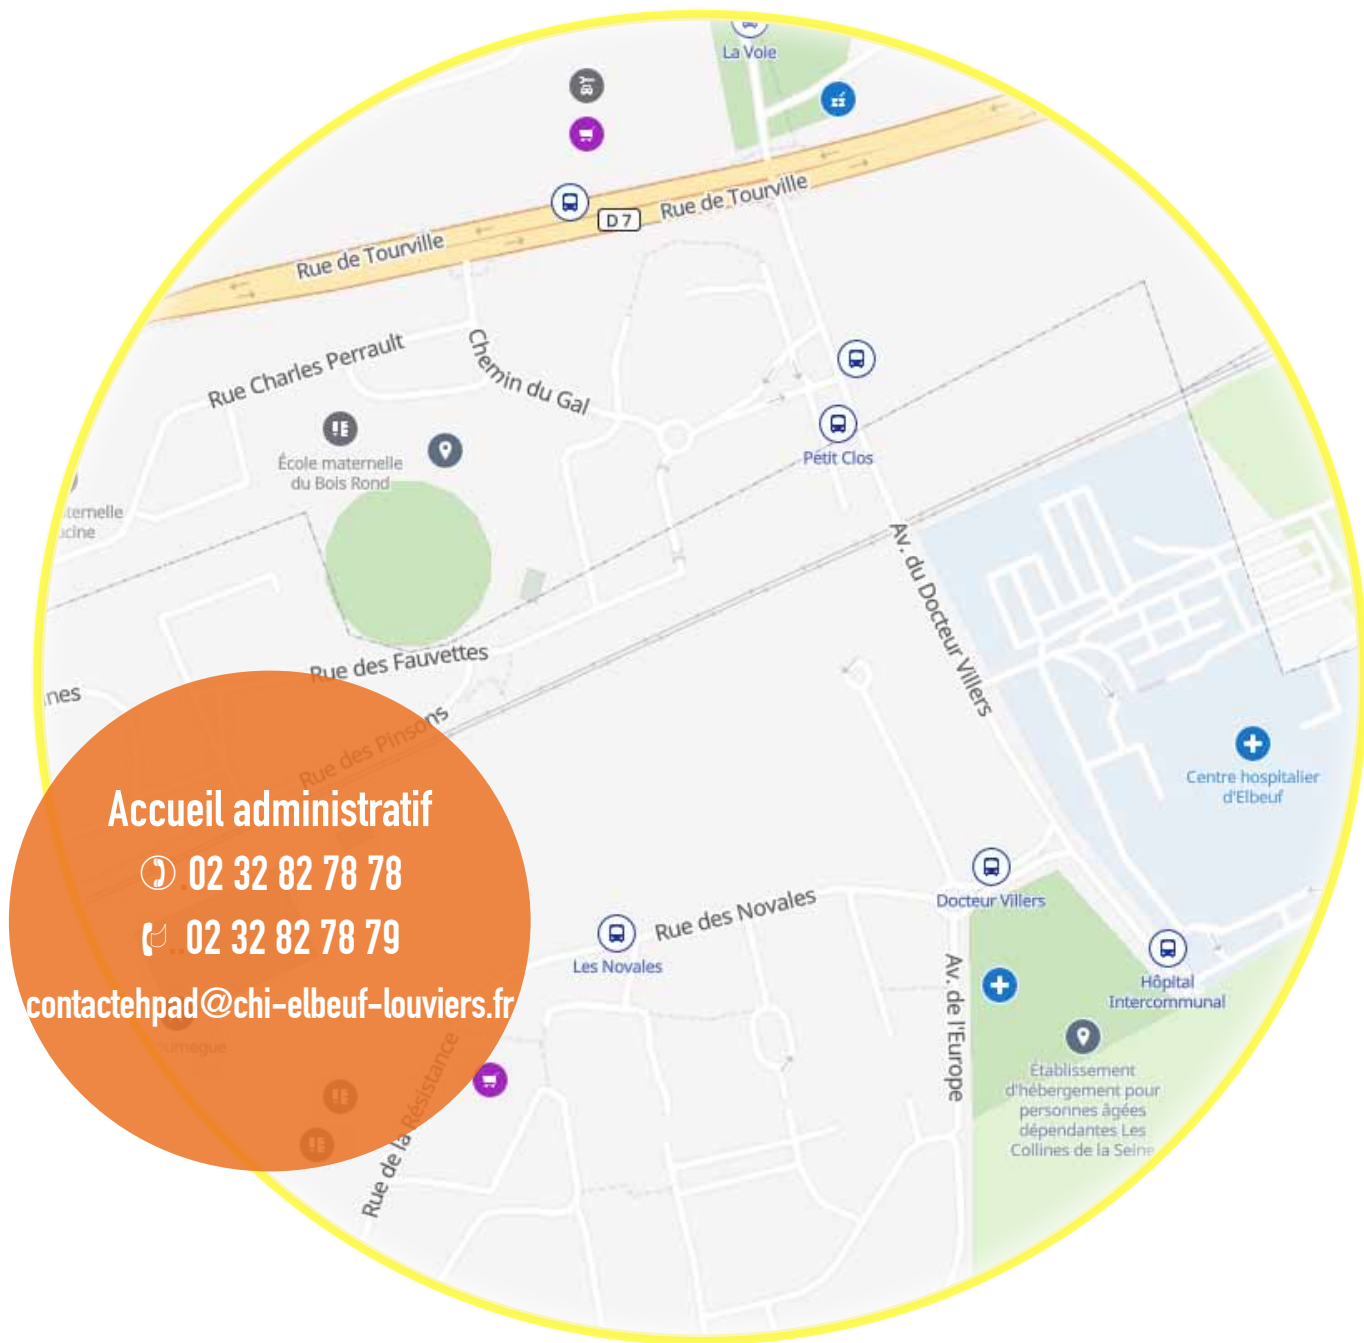 La Voie
D 7
Rue de Tourville
Rue de Tourville
Rue Charles Perrault
Chemin du Gal
École maternelle
du Bois Rond
Petit Clos
Av. du Docteur Villers
Rue des Fauvettes
Rue des Pinsons
Centre hospitalier
d'Elbeuf
Accueil administratif
✆ 02 32 82 78 78
02 32 82 78 79
contactehpad@chi-elbeuf-louviers.fr
Docteur Villers
Rue des Novales
Les Novales
Av. de l'Europe
Hôpital
Intercommunal
Rue de la Résistance
Établissement
d'hébergement pour
personnes âgées
dépendantes Les
Collines de la Seine